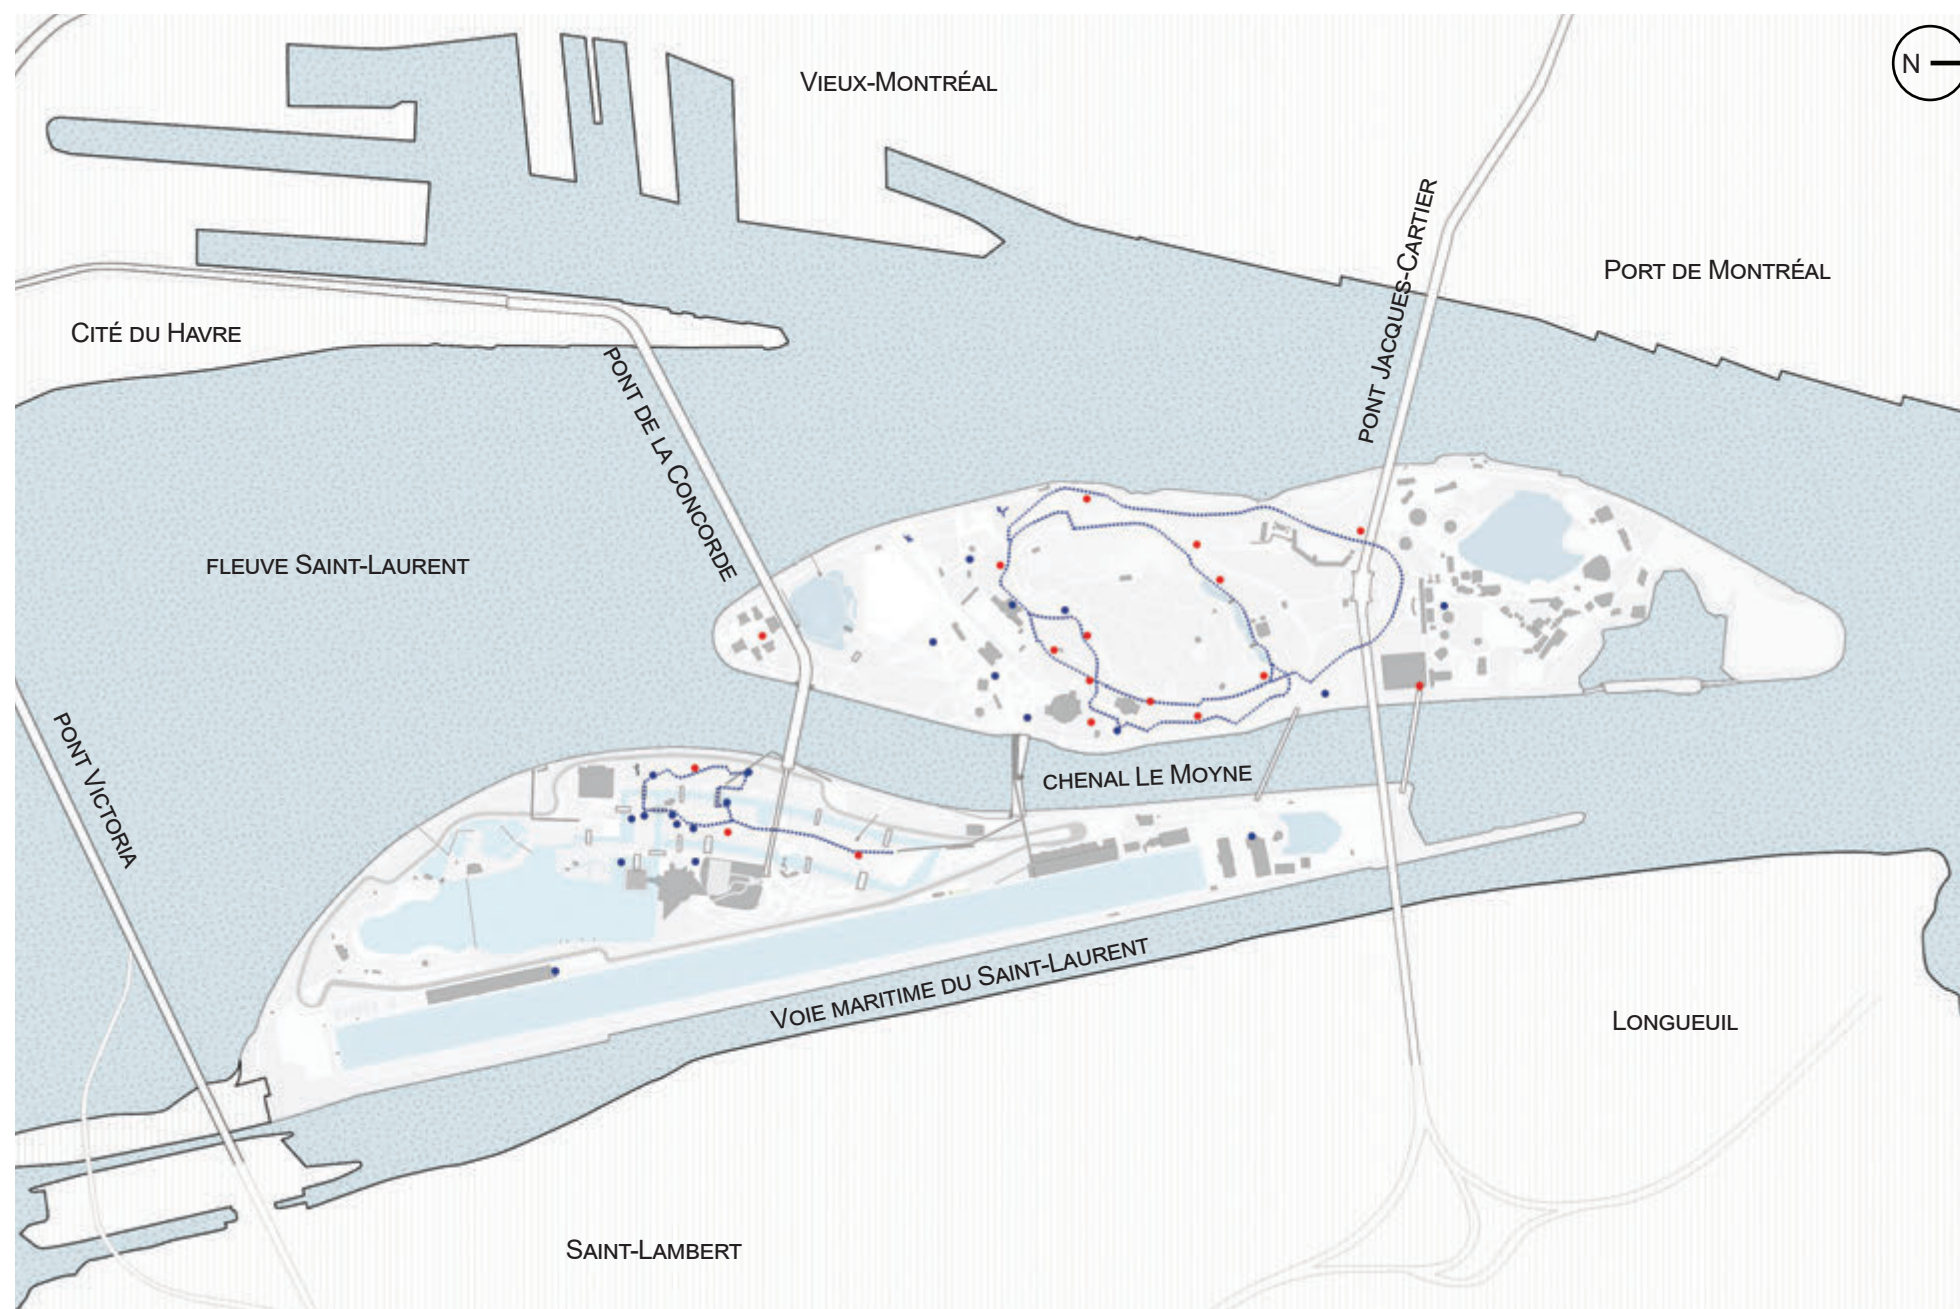 VIEUX-MONTRÉAL
N
PORT DE MONTRÉAL
PONT JACQUES-CARTIER
CITÉ DU HAVRE
PONT DE LA CONCORDE
FLEUVE SAINT-LAURENT
PONT VICTORIA
CHENAL LE MOYNE
VOIE MARITIME DU SAINT-LAURENT
LONGUEUIL
SAINT-LAMBERT